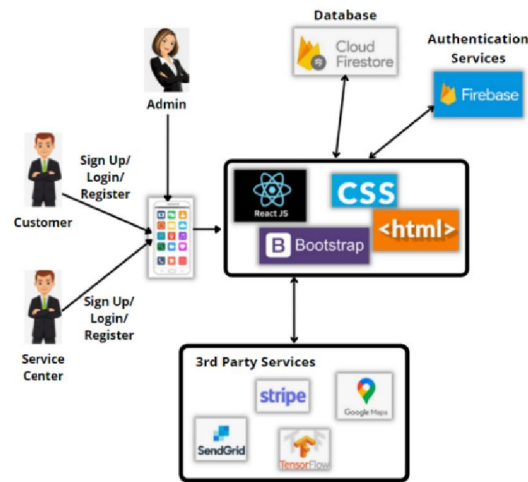 Database
Cloud
Firestore
Authentication
Services
Firebase
Admin
Sign Up/
Login/
Register
Customer
React JS
CSS
<html>
B Bootstrap
Sign Up/
Login/
Register
Service
Center
3rd Party Services
stripe
Google Maps
SendGrid
TensorFlow